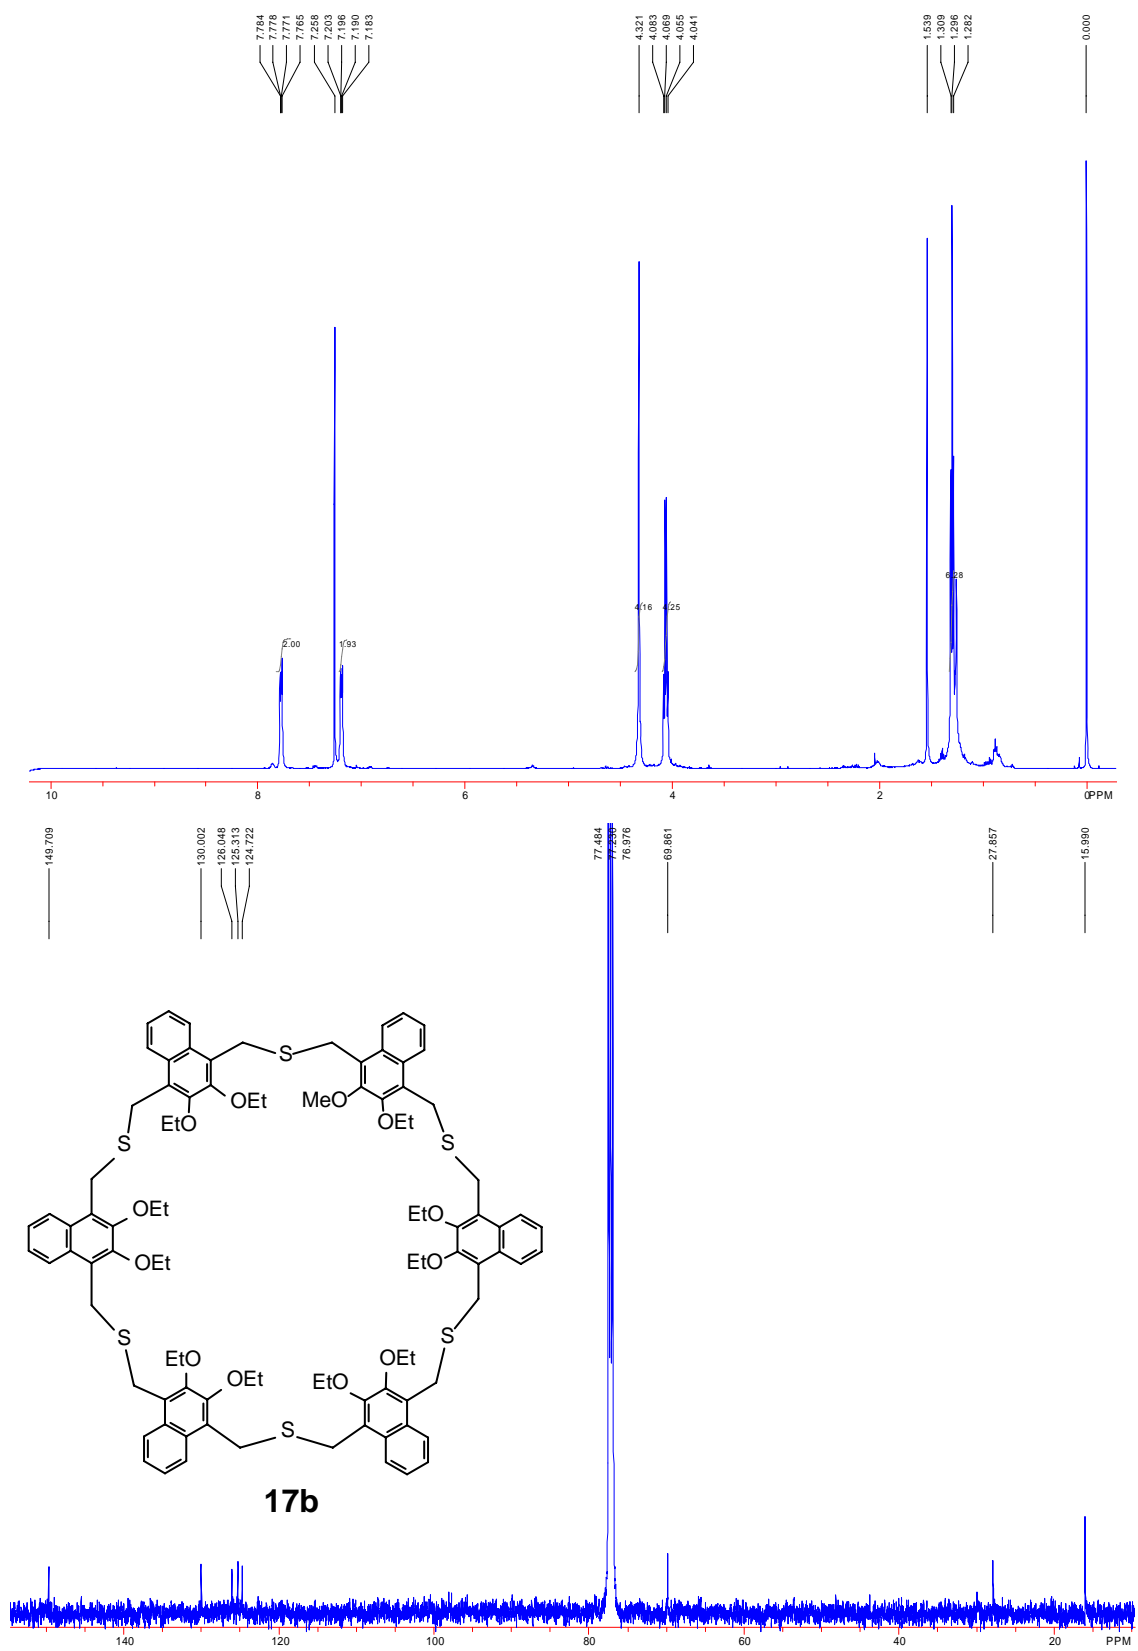 7.784 7.778 7.771 7.765 7.258 7.203 7.196 7.190 7.183 4.321 4.083 4.069 4.055 4.041 1.539 1.309 1.296 1.282 0.000
6.28
4.16 4.25
2.00 1.93
10 8 6 4 2 0 PPM
149.709 130.002 126.048 125.313 124.722 77.484 77.230 76.976 69.861 27.857 15.990
S
OEt MeO
EtO OEt
S S
OEt EtO
OEt EtO
S S
EtO OEt
OEt EtO
S
17b
140 120 100 80 60 40 20 PPM